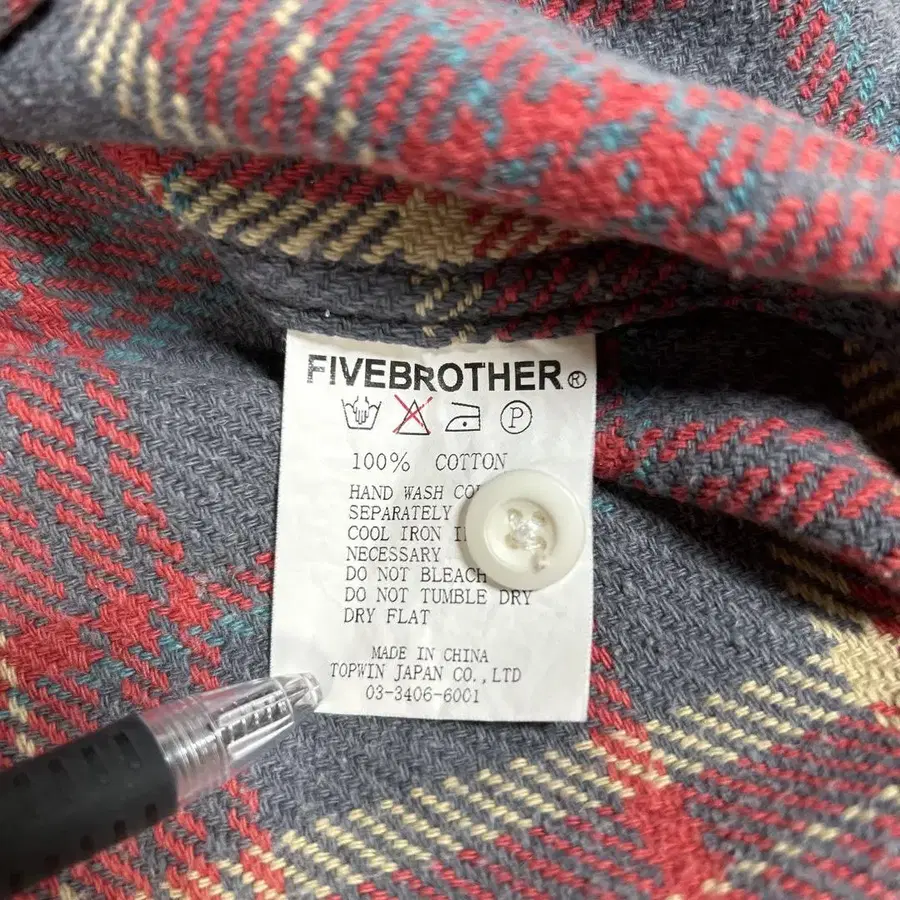 FIVEBROTHER®
P
100% COTTON
HAND WASH
SEPARATELY
COOL IRON
NECESSARY
DO NOT BLEACH
DO NOT TUMBLE DRY
DRY FLAT
MADE IN CHINA
TOPWIN JAPAN CO.,LTD
03-3406-6001